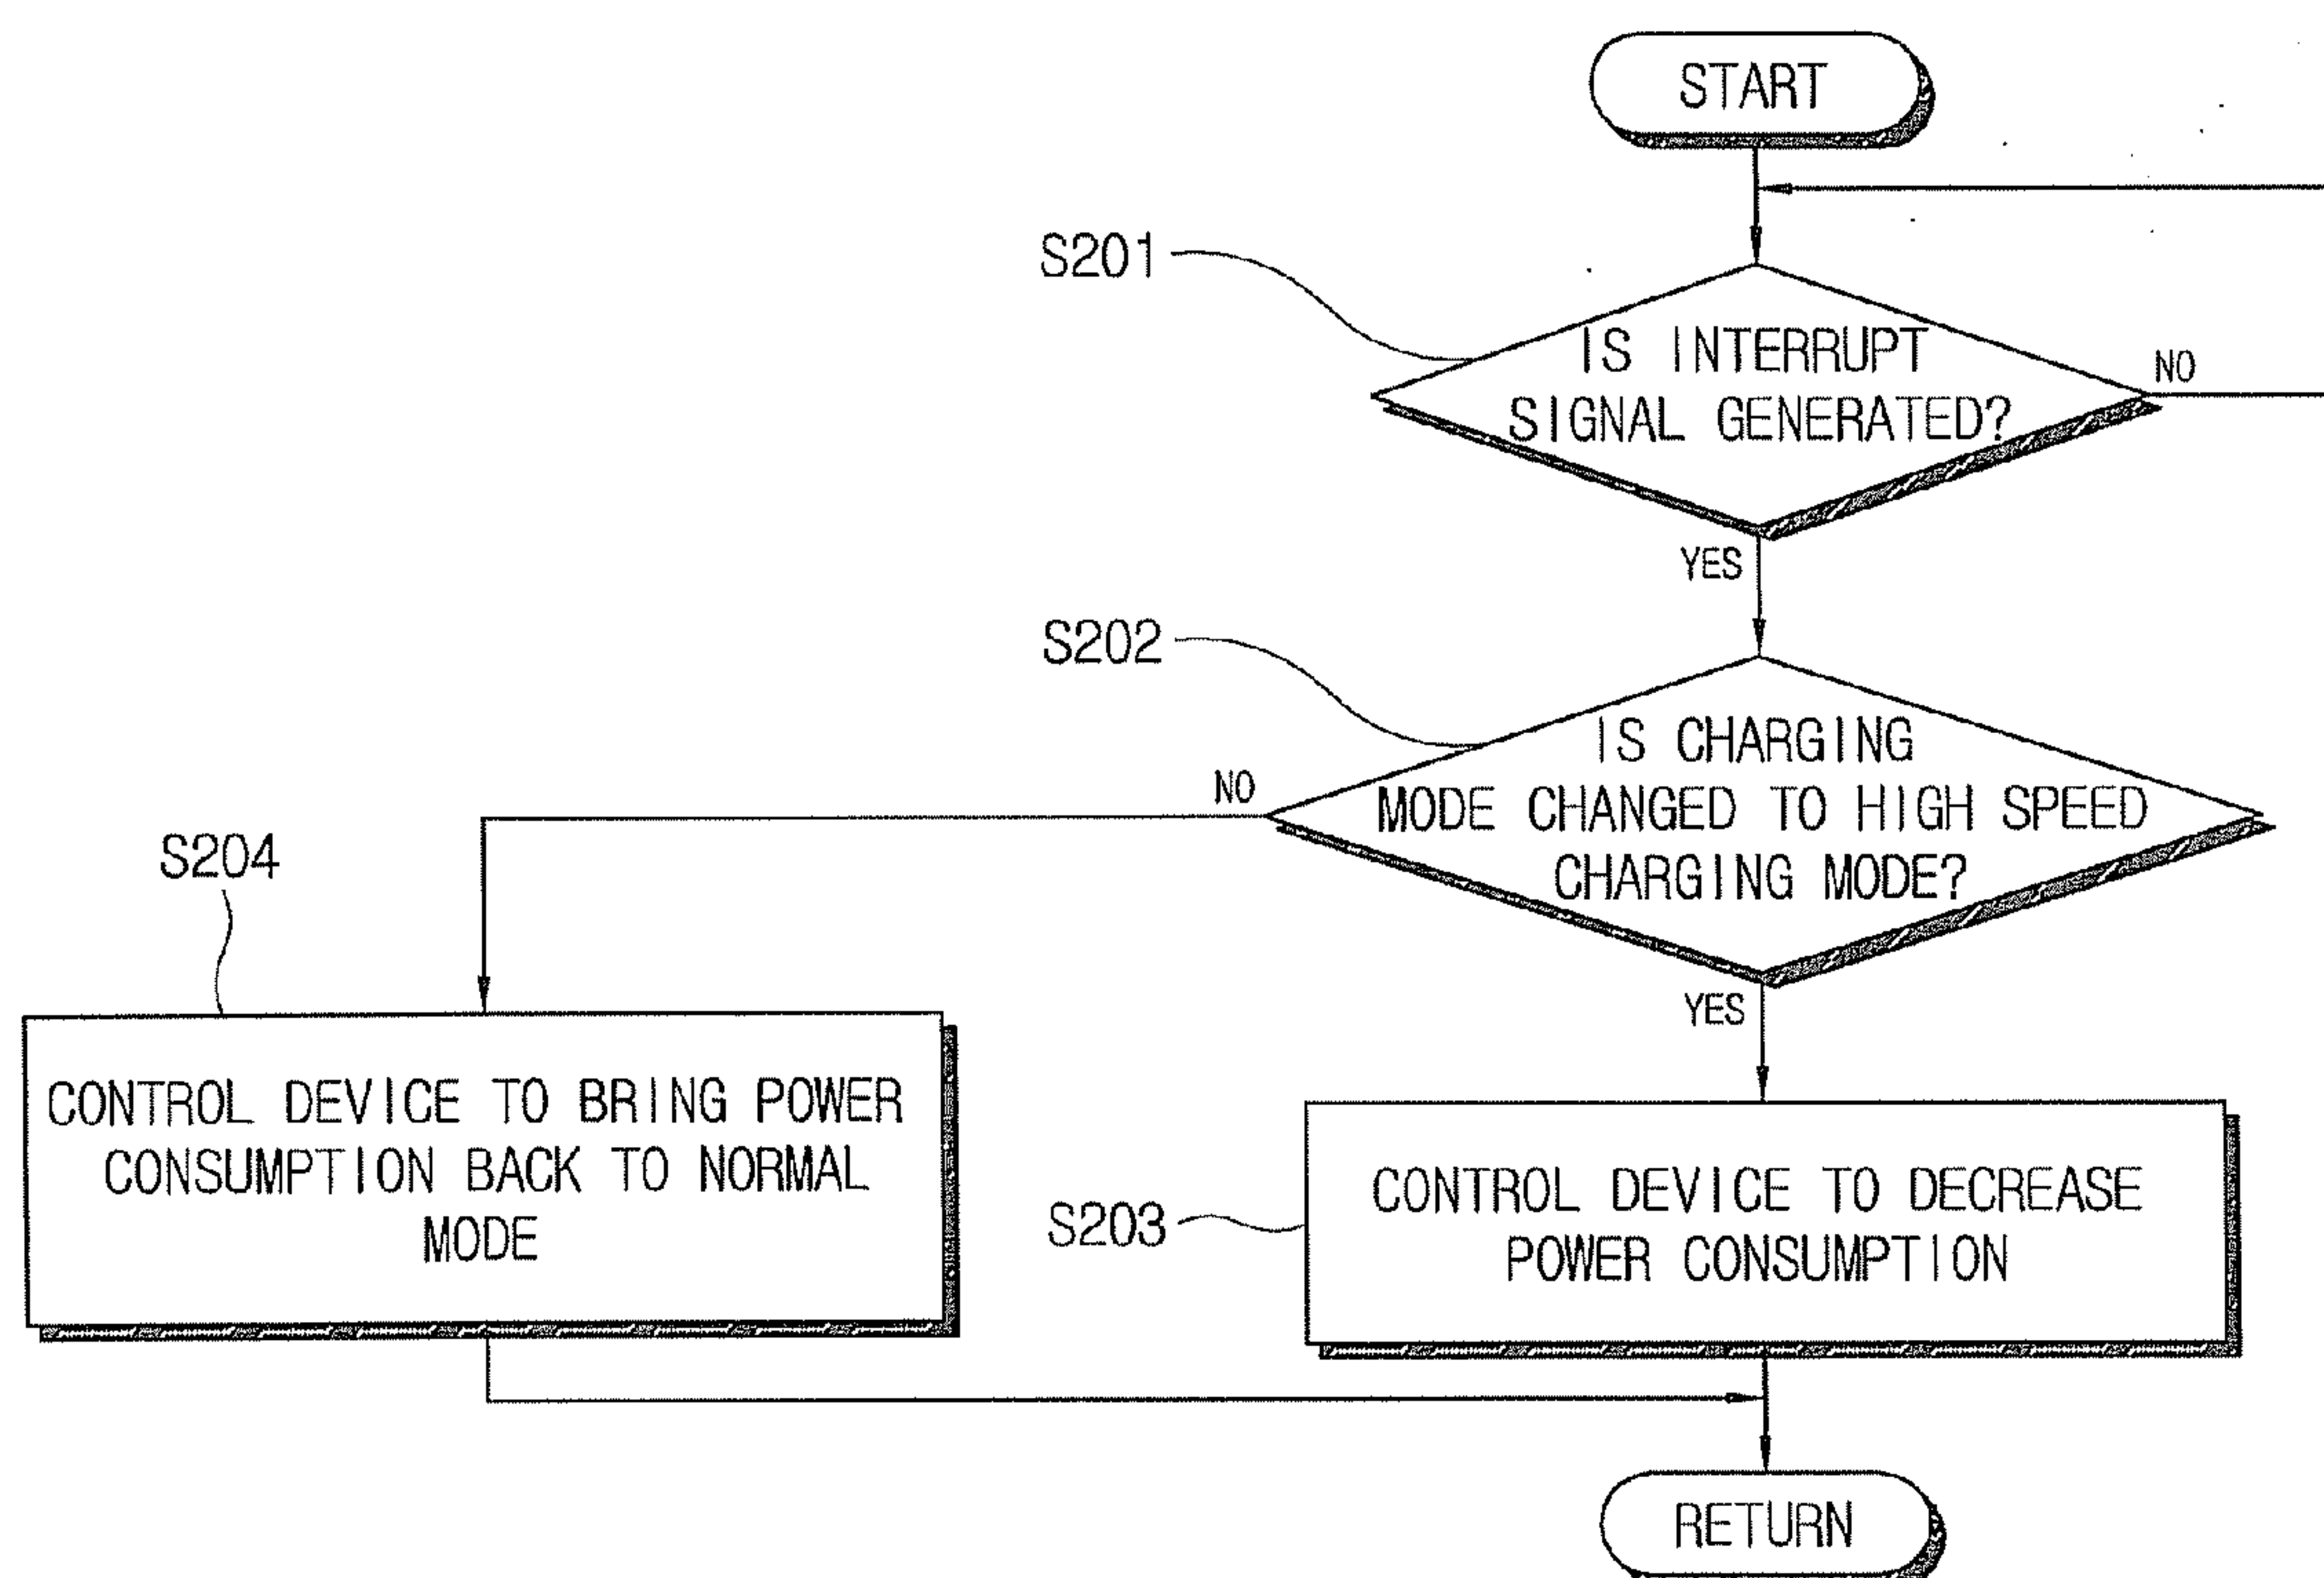 START
S201
IS INTERRUPT
SIGNAL GENERATED?
NO
YES
S202
IS CHARGING
MODE CHANGED TO HIGH SPEED
CHARGING MODE?
NO
YES
S204
CONTROL DEVICE TO BRING POWER
CONSUMPTION BACK TO NORMAL
MODE
S203
CONTROL DEVICE TO DECREASE
POWER CONSUMPTION
RETURN